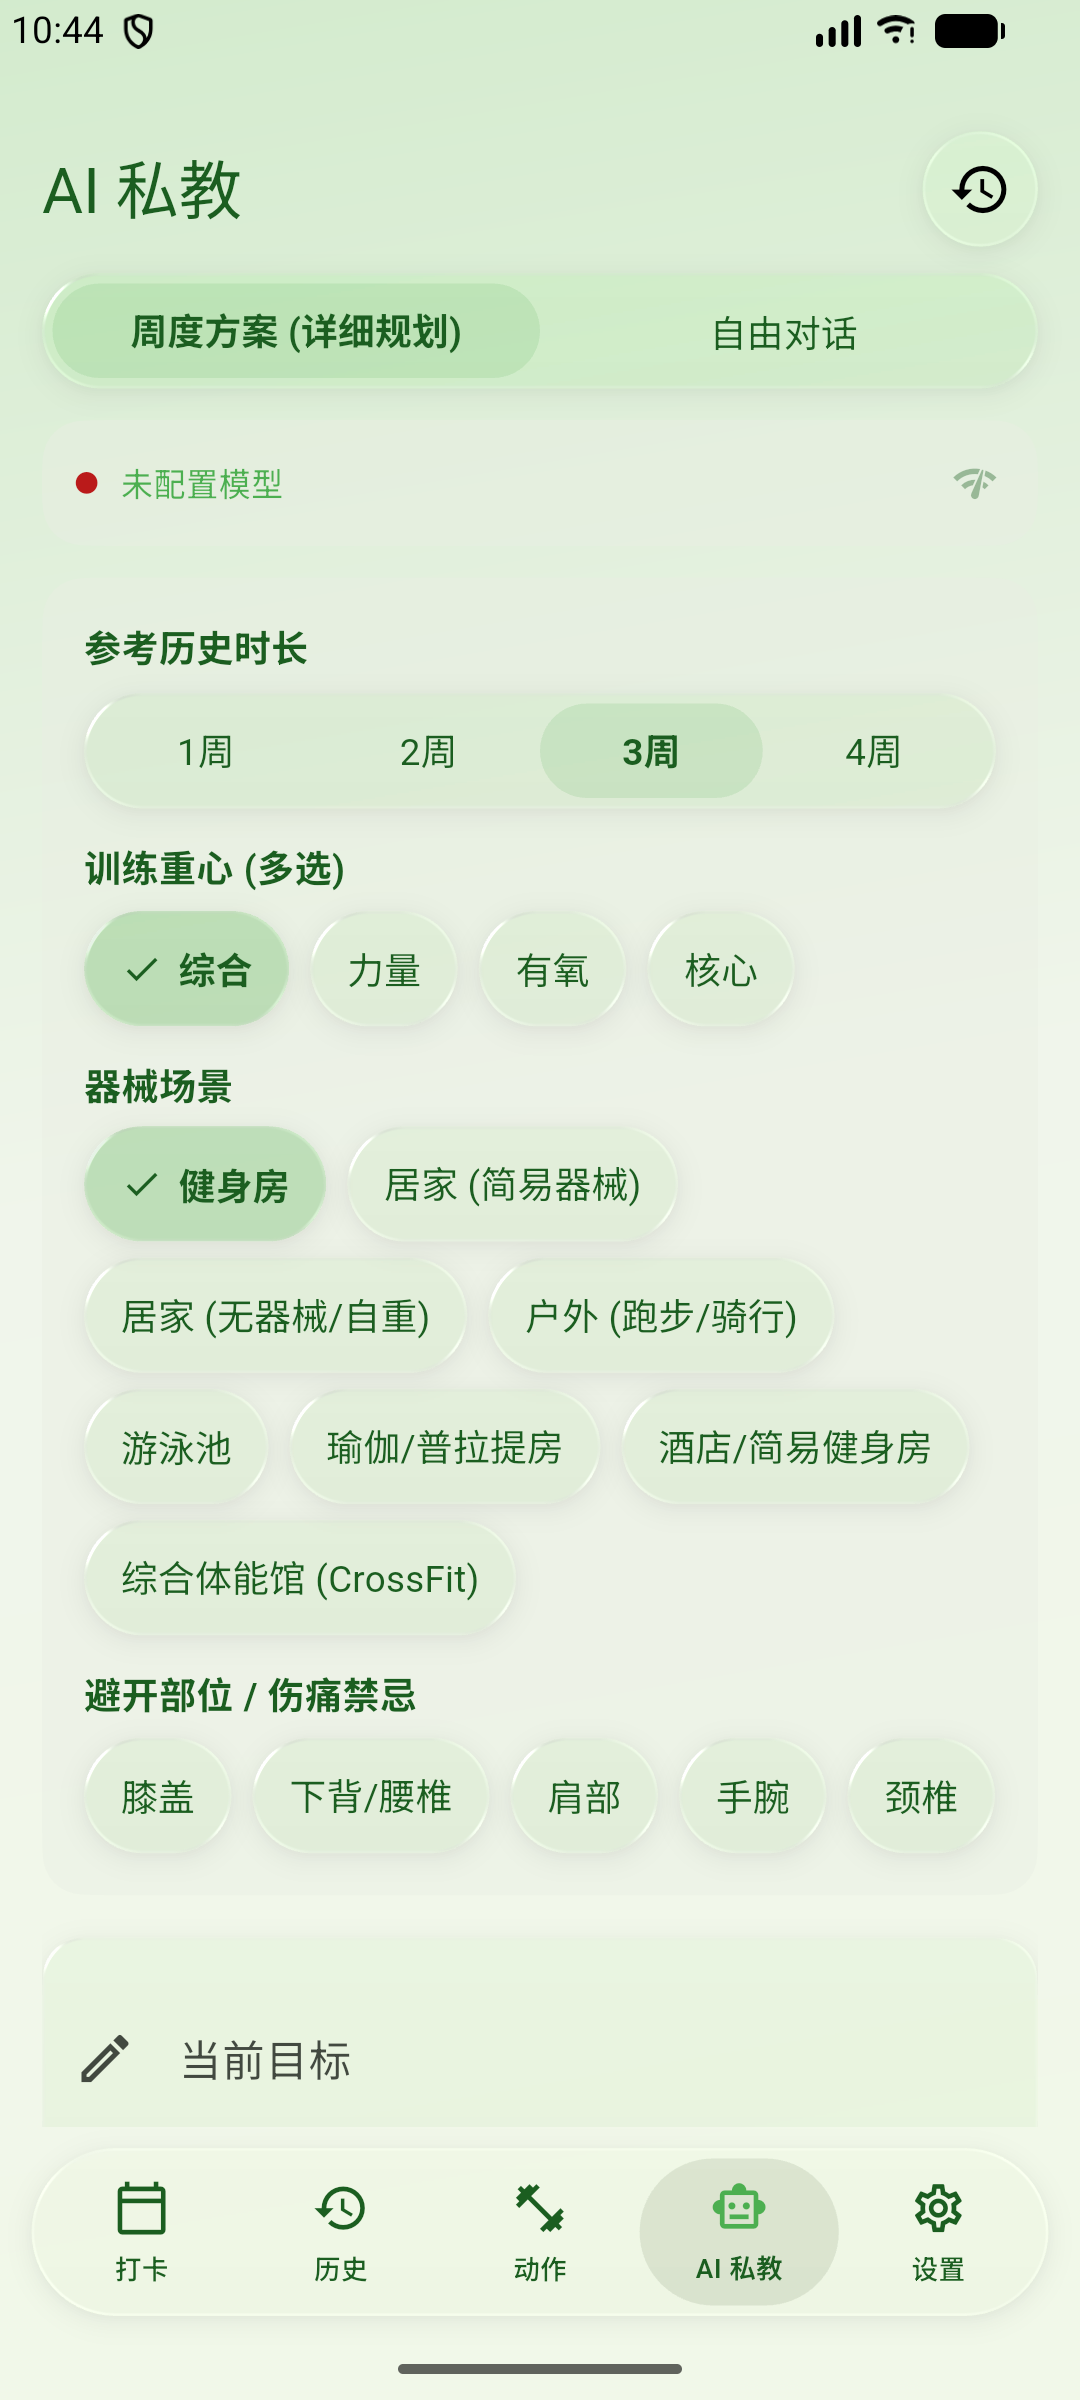 10:44
AI 私教
周度方案 (详细规划)
自由对话
未配置模型
参考历史时长
1周 2周 3周 4周
训练重心 (多选)
综合 力量 有氧 核心
器械场景
健身房 居家 (简易器械)
居家 (无器械/自重) 户外 (跑步/骑行)
游泳池 瑜伽/普拉提房 酒店/简易健身房
综合体能馆 (CrossFit)
避开部位 / 伤痛禁忌
膝盖 下背/腰椎 肩部 手腕 颈椎
当前目标
打卡 历史 动作 AI 私教 设置